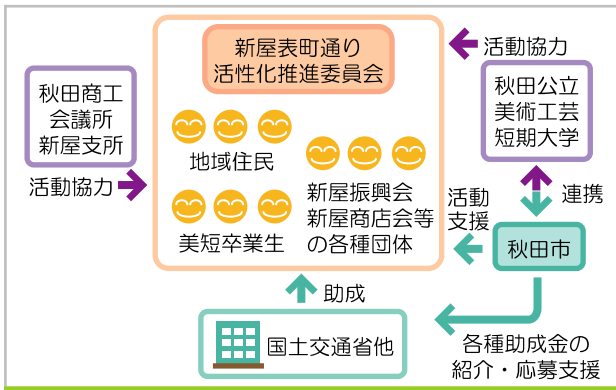 新屋表町通り
活性化推進委員会
活動協力
秋田商工
会議所
新屋支所
秋田公立
美術工芸
短期大学
地域住民
活動協力
新屋振興会
新屋商店会等
の各種団体
美短卒業生
活動
支援
連携
秋田市
助成
国土交通省他
各種助成金の
紹介・応募支援